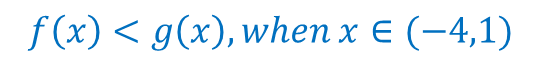 f(x) < g(x), when x ∈ (−4,1)